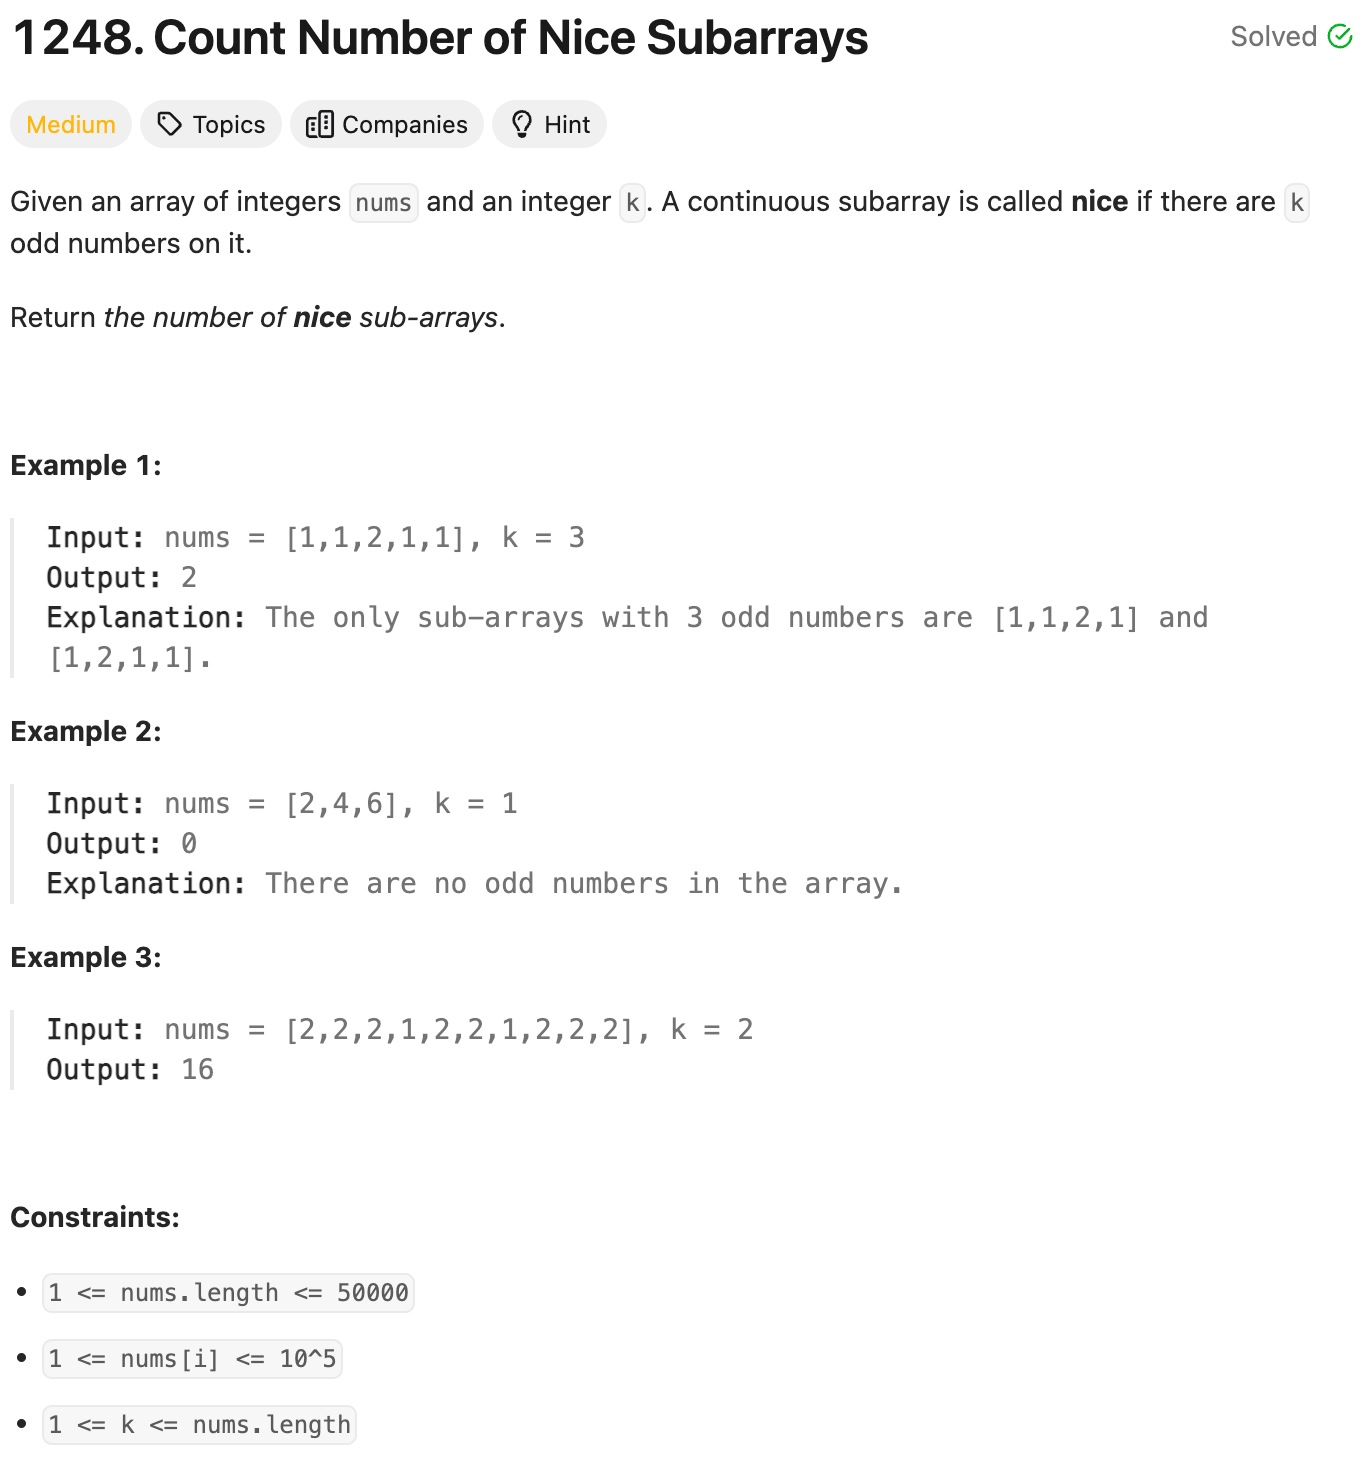 1248. Count Number of Nice Subarrays
Solved
Medium
Topics
Companies
Hint
Given an array of integers nums and an integer k. A continuous subarray is called nice if there are k
odd numbers on it.
Return the number of nice sub-arrays.
Example 1:
Input: nums = [1,1,2,1,1], k = 3
Output: 2
Explanation: The only sub-arrays with 3 odd numbers are [1,1,2,1] and
[1,2,1,1].
Example 2:
Input: nums = [2,4,6], k = 1
Output: 0
Explanation: There are no odd numbers in the array.
Example 3:
Input: nums = [2,2,2,1,2,2,1,2,2,2], k = 2
Output: 16
Constraints:
• 1 <= nums.length <= 50000
• 1 <= nums[i] <= 10^5
• 1 <= k <= nums.length